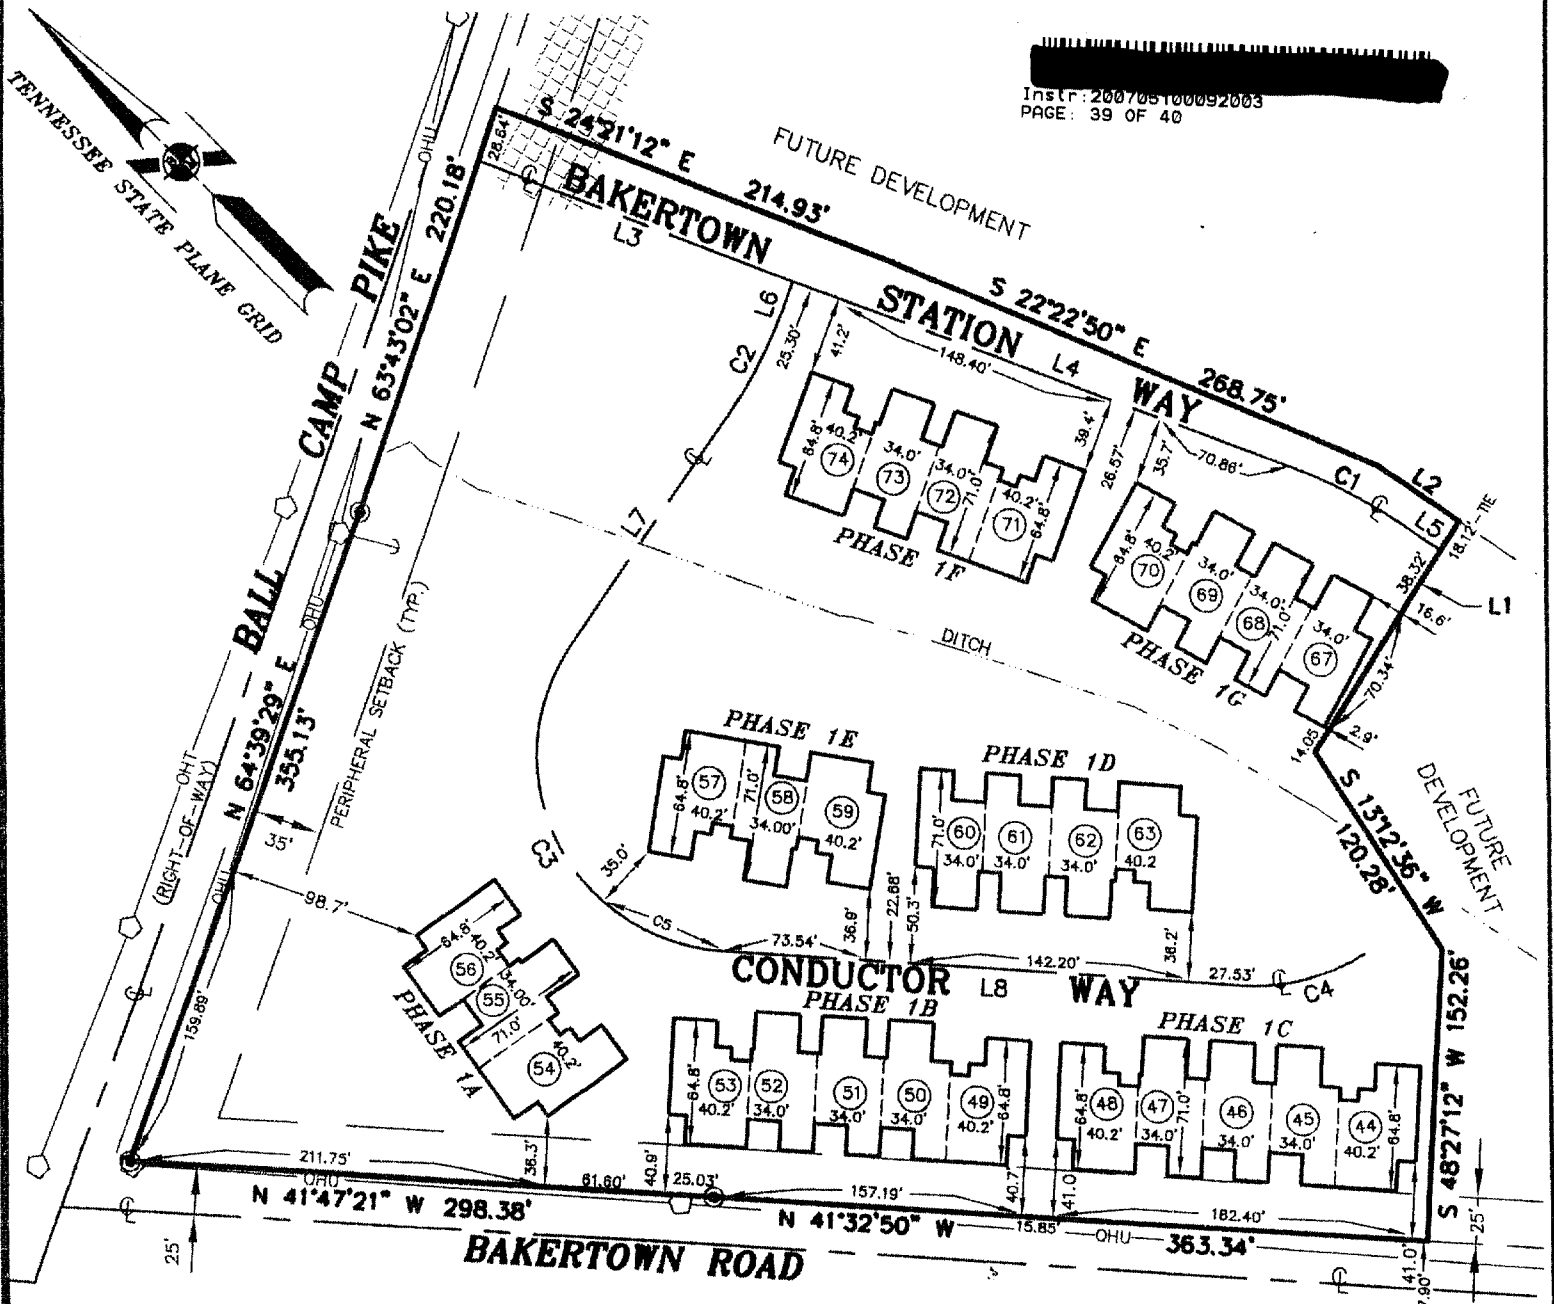 Instr:200705100092003
PAGE: 39 OF 40
TENNESSEE STATE PLANE GRID
FUTURE DEVELOPMENT
S 24°21'12" E 214.93'
28.64'
OHU
BAKERTOWN STATION WAY
L3
S 22°22'50" E 268.75'
BALL CAMP PIKE
N 63°43'02" E 220.18'
L6
C2
25.30'
41.2'
148.40'
L4
39.4'
26.57'
35.7'
70.86'
C1
L2
L5
18.12'-TIE
38.32'
16.6'
L1
70.34'
2.9'
14.05'
64.8'
40.2'
74
34.0'
73
34.0'
72
71.0'
40.2'
71
64.8'
PHASE 1F
64.8'
40.2'
70
34.0'
69
34.0'
68
71.0'
34.0'
67
PHASE 1G
L7
DITCH
OHU
PERIPHERAL SETBACK (TYP.)
N 64°39'29" E
355.13'
OHT
(RIGHT-OF-WAY)
OHU
35'
98.7'
159.89'
C3
35.0'
PHASE 1E
57
64.8'
40.2'
71.0'
58
34.00'
59
40.2'
PHASE 1D
71.0'
60
34.0'
61
34.0'
62
34.0'
63
40.2
S 13°12'36" W
120.28'
FUTURE
DEVELOPMENT
C5
73.54'
36.9'
22.68'
50.3'
142.20'
36.2'
27.53'
C4
CONDUCTOR WAY
L8
64.8'
40.2'
56
34.00'
55
71.0'
40.2'
54
PHASE 1A
PHASE 1B
64.8'
53
40.2'
52
34.0'
51
34.0'
50
34.0'
49
40.2'
64.8'
PHASE 1C
64.8'
48
40.2'
47
34.0'
71.0'
46
34.0'
45
34.0'
44
40.2'
64.8'
S 48°27'12" W 152.26'
211.75'
OHU
36.3'
61.60'
40.9'
25.03'
157.19'
40.7'
41.0'
15.85'
182.40'
OHU
41.0'
25'
25'
N 41°47'21" W 298.38'
N 41°32'50" W 363.34'
BAKERTOWN ROAD
7.90'